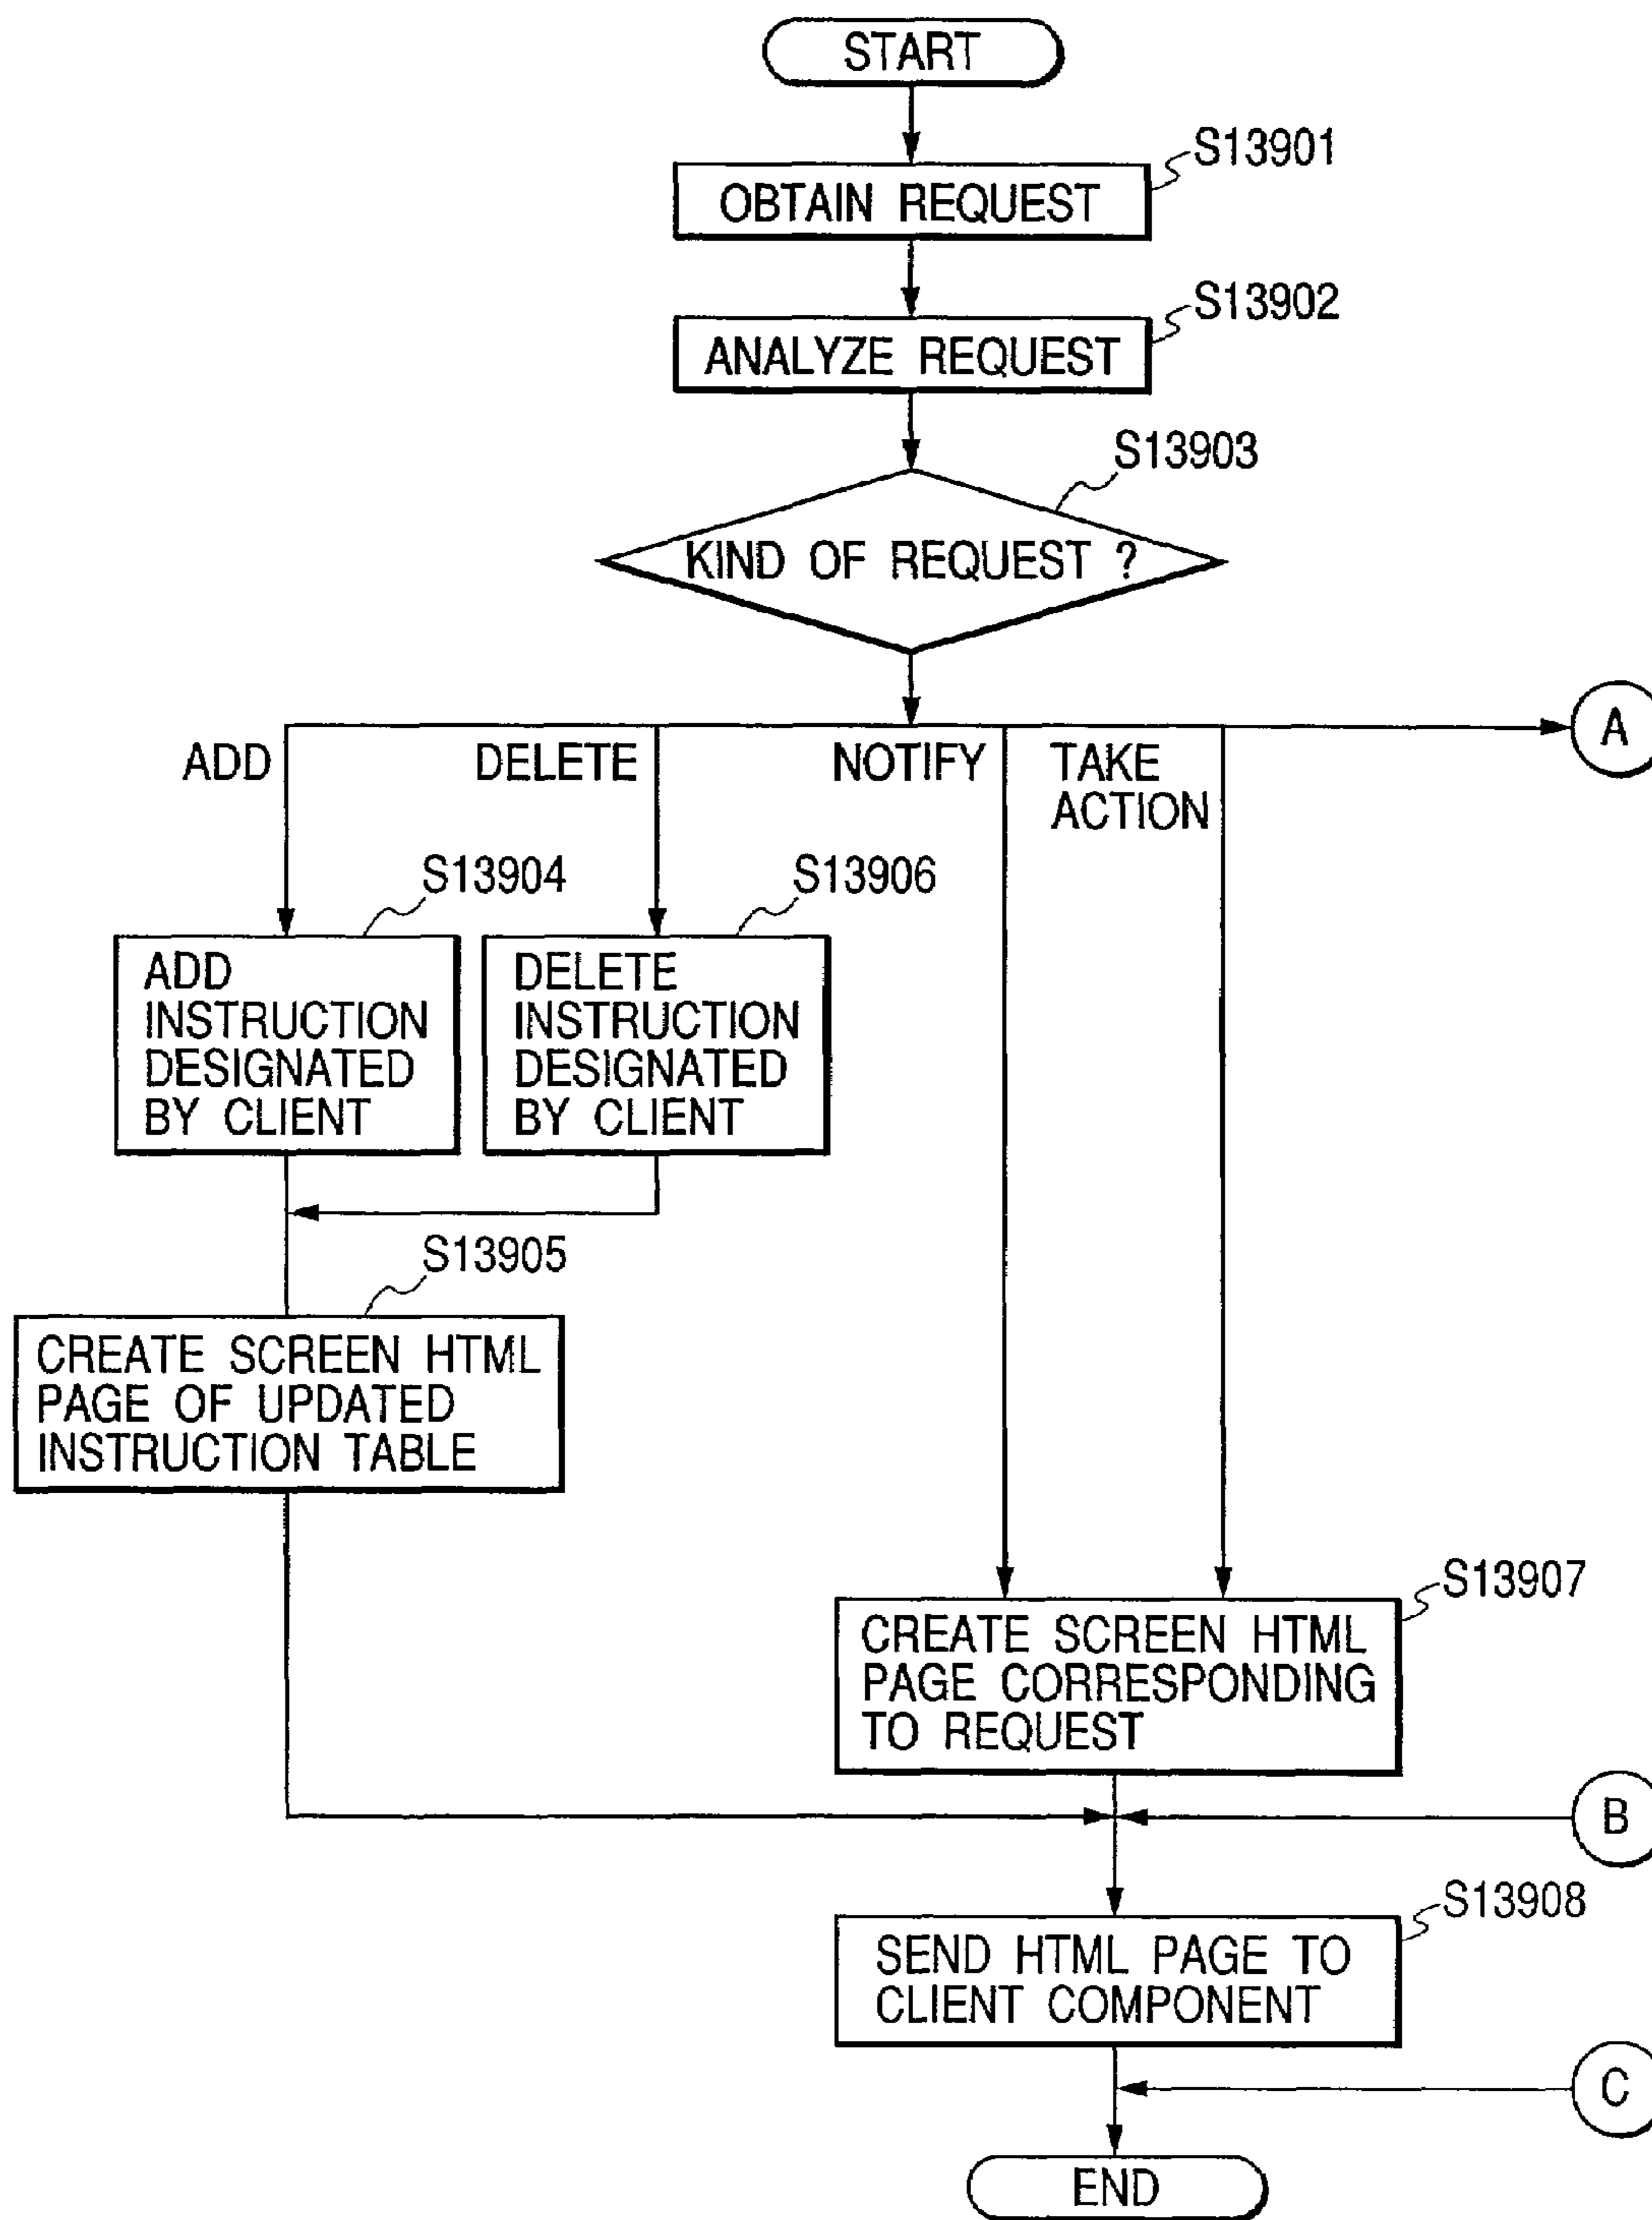 START
S13901
OBTAIN REQUEST
S13902
ANALYZE REQUEST
S13903
KIND OF REQUEST ?
A
ADD
DELETE
NOTIFY
TAKE
ACTION
S13904
S13906
ADD
INSTRUCTION
DESIGNATED
BY CLIENT
DELETE
INSTRUCTION
DESIGNATED
BY CLIENT
S13905
CREATE SCREEN HTML
PAGE OF UPDATED
INSTRUCTION TABLE
S13907
CREATE SCREEN HTML
PAGE CORRESPONDING
TO REQUEST
B
S13908
SEND HTML PAGE TO
CLIENT COMPONENT
C
END